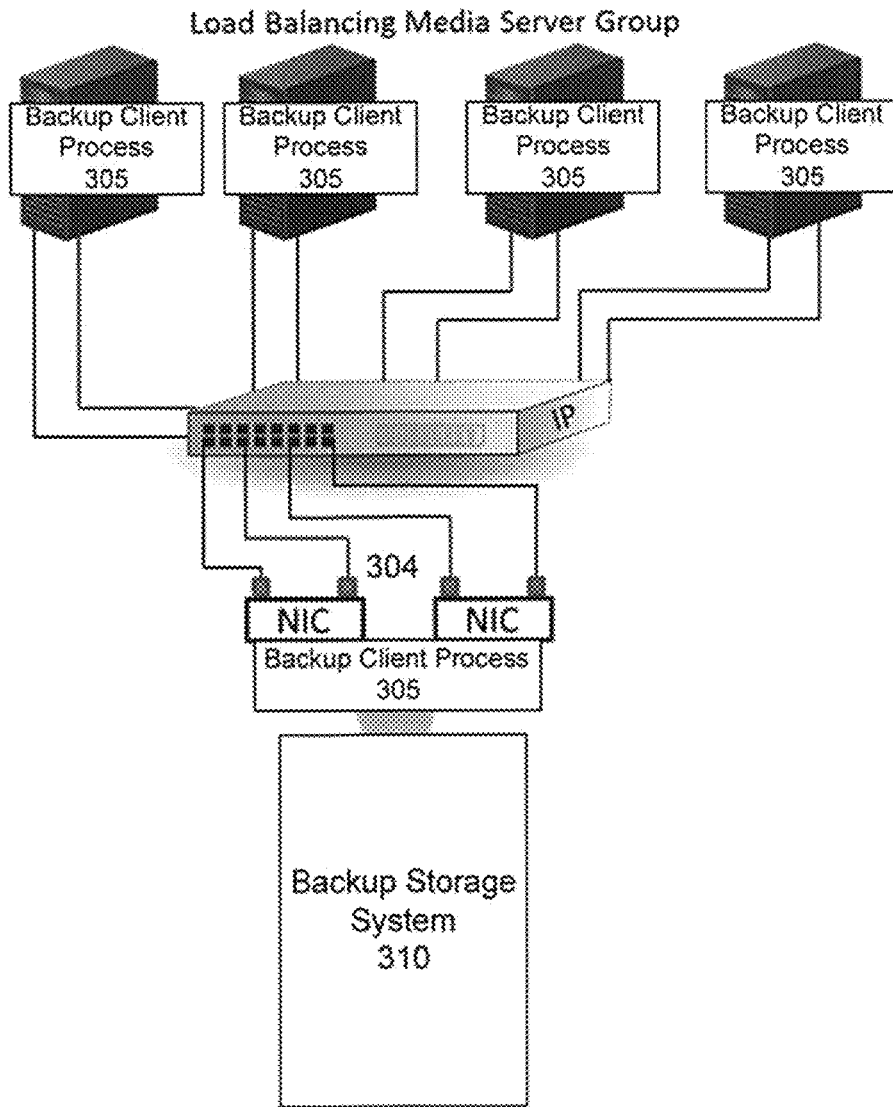 Load Balancing Media Server Group
Backup Client
Process
305
Backup Client
Process
305
Backup Client
Process
305
Backup Client
Process
305
IP
304
NIC
NIC
Backup Client Process
305
Backup Storage
System
310